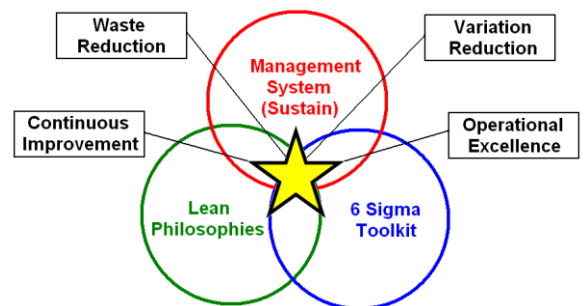 Waste
Reduction
Variation
Reduction
Management
System
(Sustain)
Continuous
Improvement
Operational
Excellence
Lean
Philosophies
6 Sigma
Toolkit